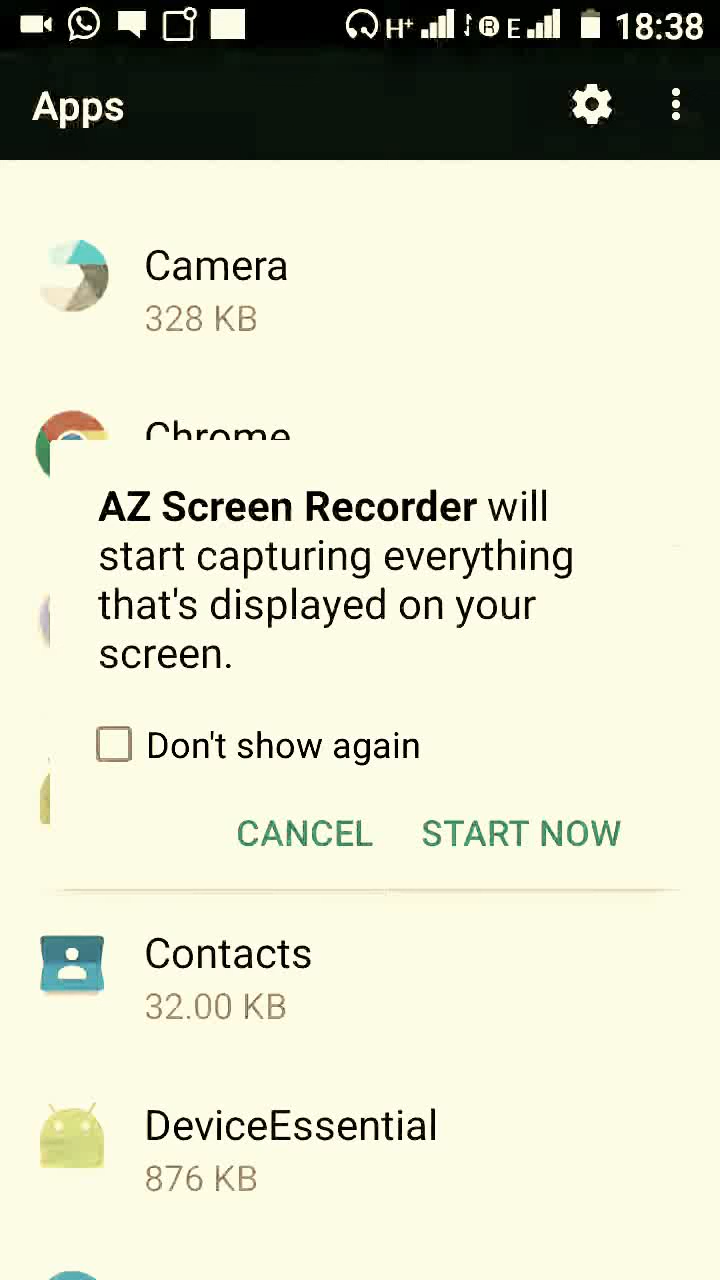 H+ R E 18:38
Apps
Camera
328 KB
Chrome
AZ Screen Recorder will
start capturing everything
that's displayed on your
screen.
Don't show again
CANCEL START NOW
Contacts
32.00 KB
DeviceEssential
876 KB